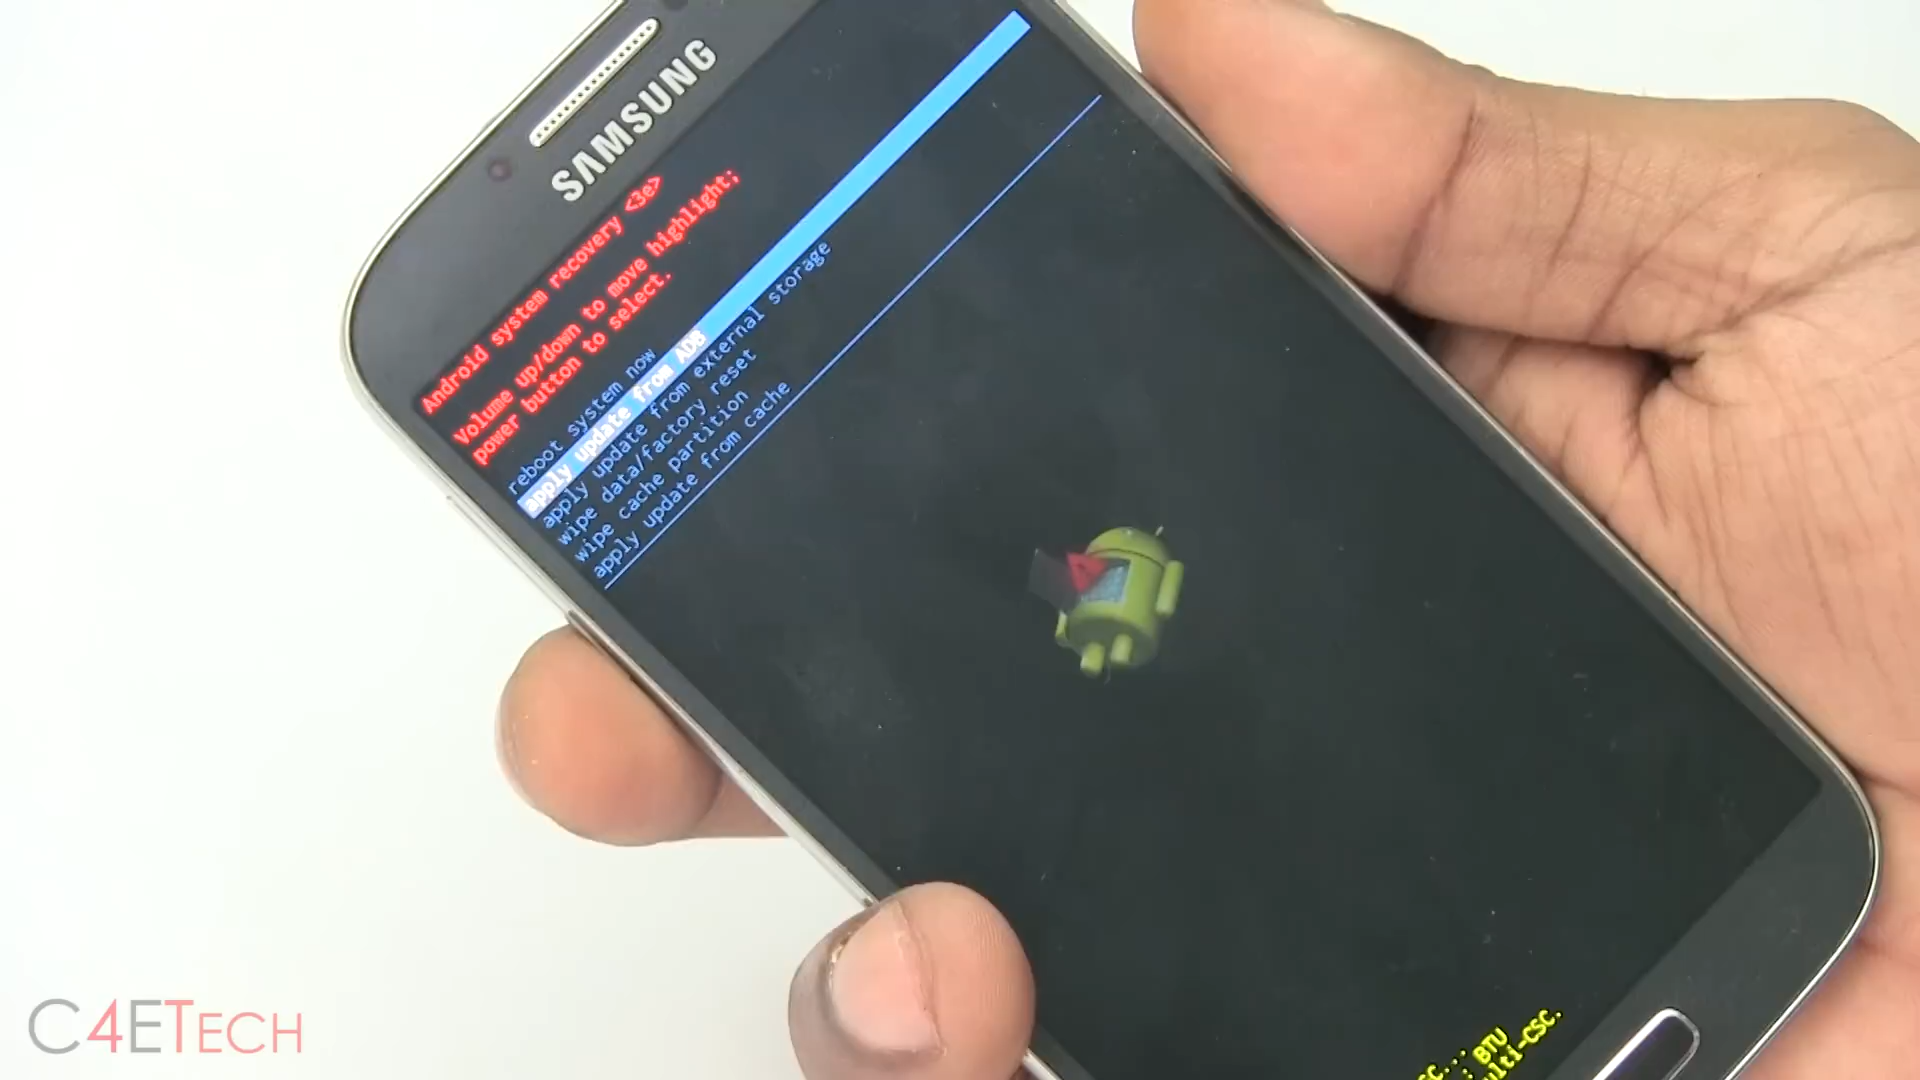 SAMSUNG
Android system recovery <3e>
Volume up/down to move highlight;
power button to select.
reboot system now
apply update from ADB
apply update from external storage
wipe data/factory reset
wipe cache partition
apply update from cache
: BTU
C4ETECH